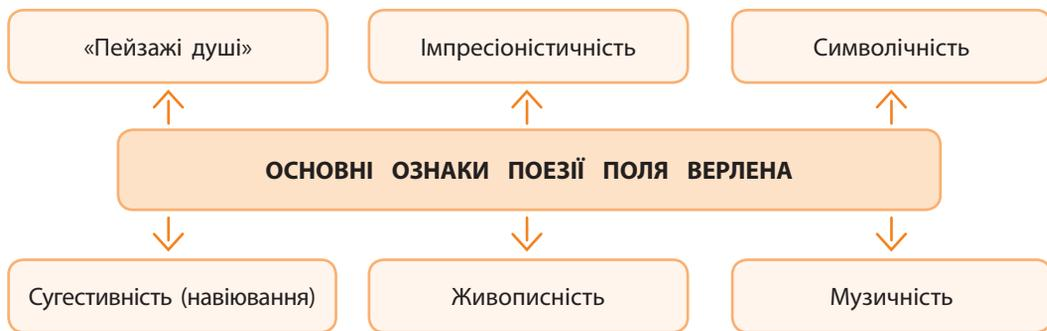 «Пейзажі душі»
Імпресіоністичність
Символічність
ОСНОВНІ ОЗНАКИ ПОЕЗІЇ ПОЛЯ ВЕРЛЕНА
Сугестивність (навіювання)
Живописність
Музичність